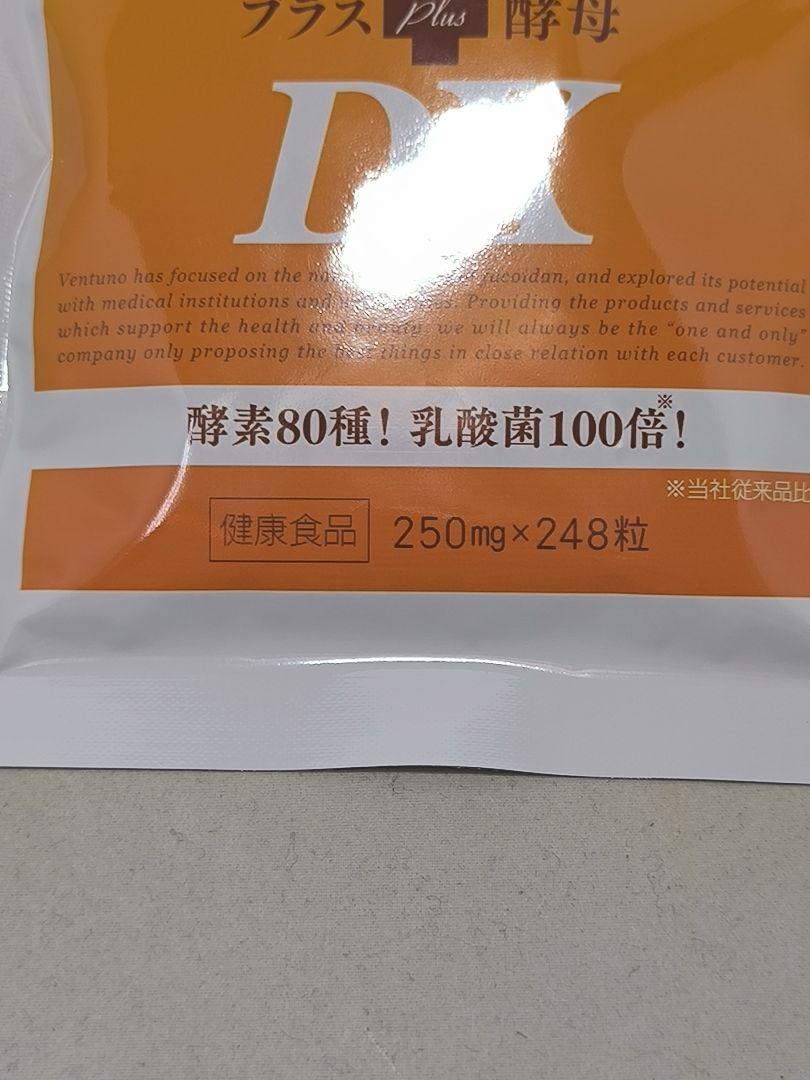 プラス Plus 酵母
DX
Ventuno has focused on the fucoidan, and explored its potential
with medical institutions and Providing the products and services
which support the health and beauty, we will always be the "one and only"
company only proposing the best things in close relation with each customer.
酵素80種！乳酸菌100倍※！
※当社従来品比
健康食品 250mg×248粒